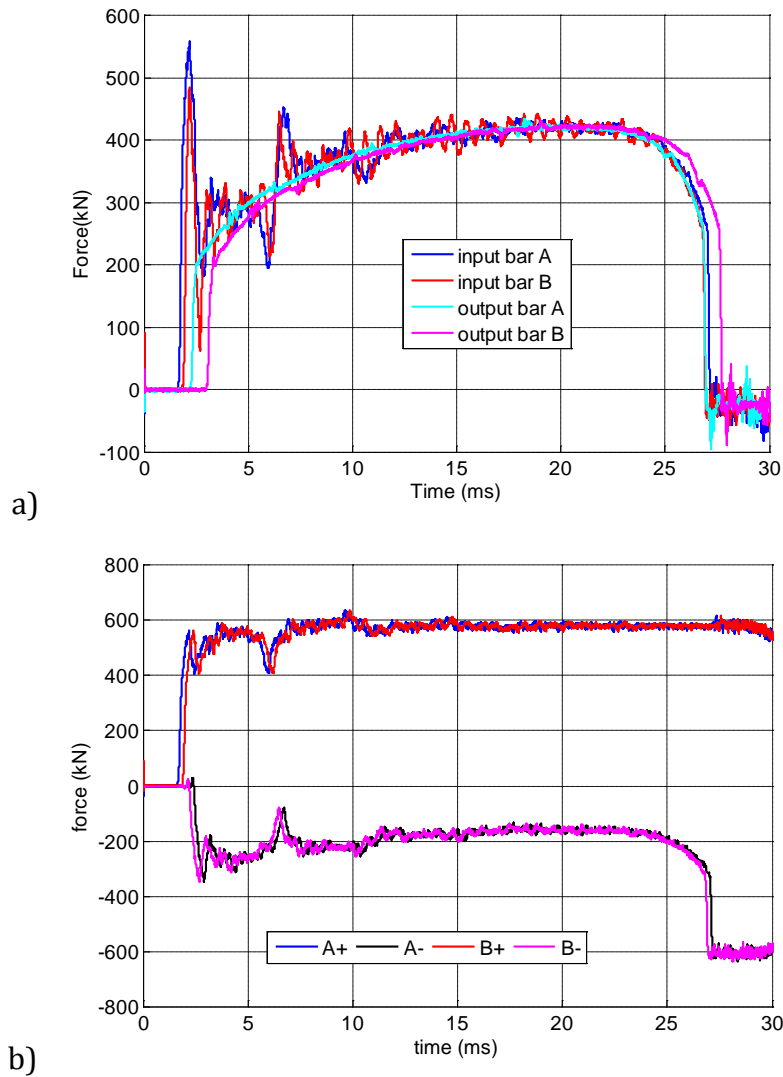 600
500
400
300
200
100
0
-100
Force(kN)
input bar A
input bar B
output bar A
output bar B
0 5 10 15 20 25 30
Time (ms)
a)
800
600
400
200
0
-200
-400
-600
-800
force (kN)
A+ A- B+ B-
0 5 10 15 20 25 30
time (ms)
b)